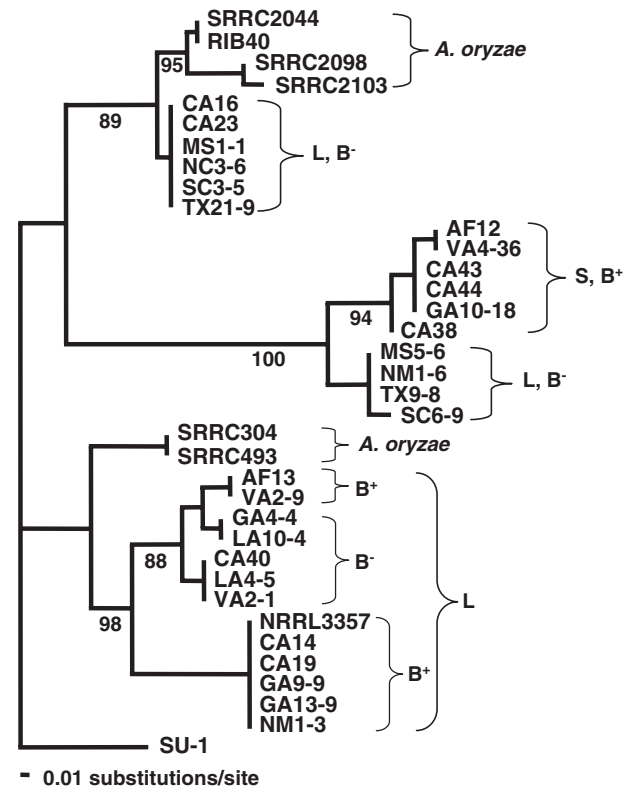 SRRC2044
RIB40
SRRC2098
SRRC2103
A. oryzae
95
89
CA16
CA23
MS1-1
NC3-6
SC3-5
TX21-9
L, B-
AF12
VA4-36
CA43
CA44
GA10-18
CA38
S, B+
94
100
MS5-6
NM1-6
TX9-8
SC6-9
L, B-
SRRC304
SRRC493
A. oryzae
AF13
VA2-9
B+
GA4-4
LA10-4
CA40
LA4-5
VA2-1
B-
88
98
L
NRRL3357
CA14
CA19
GA9-9
GA13-9
NM1-3
B+
SU-1
0.01 substitutions/site